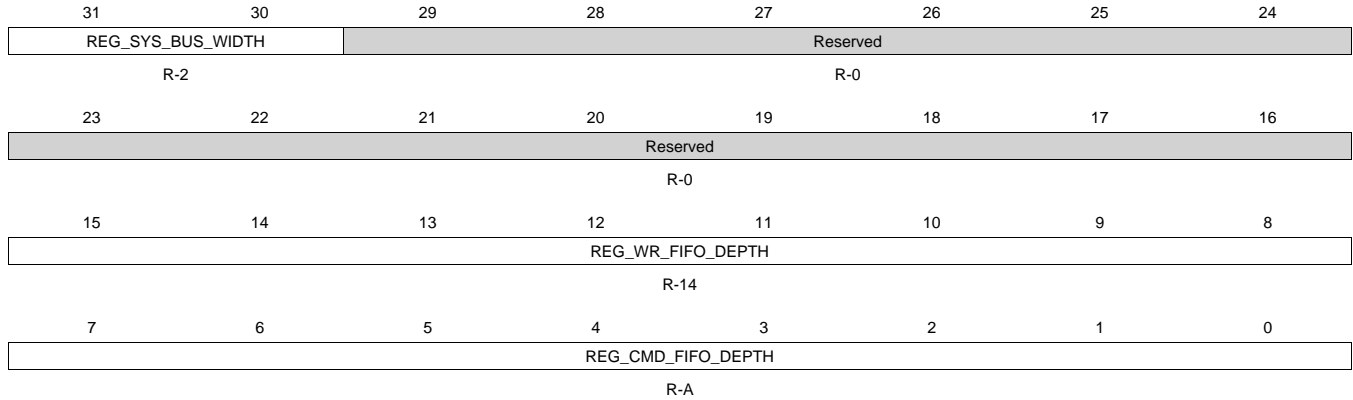 31 30 29 28 27 26 25 24
REG_SYS_BUS_WIDTH Reserved
R-2 R-0
23 22 21 20 19 18 17 16
Reserved
R-0
15 14 13 12 11 10 9 8
REG_WR_FIFO_DEPTH
R-14
7 6 5 4 3 2 1 0
REG_CMD_FIFO_DEPTH
R-A